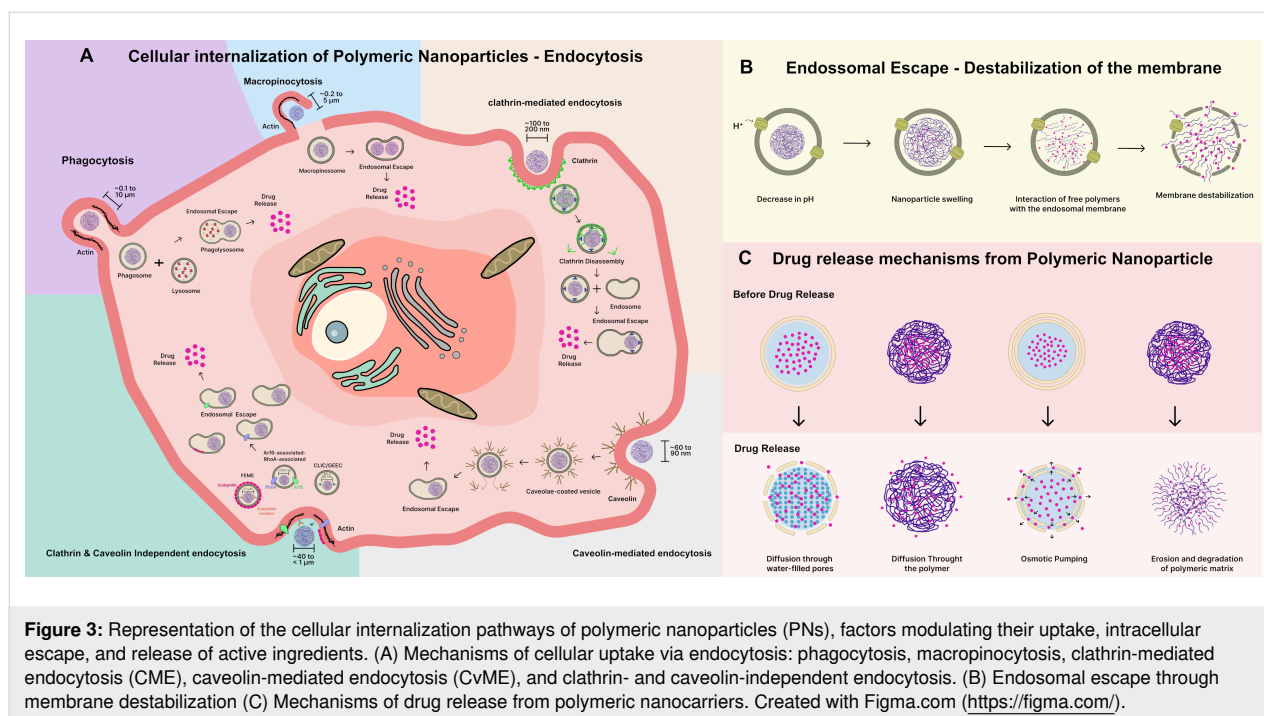 A Cellular internalization of Polymeric Nanoparticles - Endocytosis
Macropinocytosis
~0.2 to
5 µm
Actin
Macropinossome
Endosomal Escape
Drug
Release
clathrin-mediated endocytosis
~100 to
200 nm
Clathrin
Clathrin Disassembly
Endosome
Endosomal Escape
Drug
Release
Phagocytosis
~0.1 to
10 µm
Actin
Phagosome
+
Lysosome
Endosomal Escape
Phagolysosome
Drug
Release
+
Drug
Release
Endosomal Escape
Arf6-associated-
RhoA-associated
CLIC/GEEC
FEME
Endophilin
RhoA
Arf6
Endophilin
receptor
Actin
~40 to
< 1 µm
Clathrin & Caveolin Independent endocytosis
Drug
Release
Endosomal Escape
Caveolae-coated vesicle
Caveolin
~60 to
90 nm
Caveolin-mediated endocytosis
B Endossomal Escape - Destabilization of the membrane
H+
Decrease in pH
Nanoparticle swelling
Interaction of free polymers
with the endosomal membrane
Membrane destabilization
C Drug release mechanisms from Polymeric Nanoparticle
Before Drug Release
Drug Release
Diffusion through
water-filled pores
Diffusion Throught
the polymer
Osmotic Pumping
Erosion and degradation
of polymeric matrix
Figure 3: Representation of the cellular internalization pathways of polymeric nanoparticles (PNs), factors modulating their uptake, intracellular
escape, and release of active ingredients. (A) Mechanisms of cellular uptake via endocytosis: phagocytosis, macropinocytosis, clathrin-mediated
endocytosis (CME), caveolin-mediated endocytosis (CvME), and clathrin- and caveolin-independent endocytosis. (B) Endosomal escape through
membrane destabilization (C) Mechanisms of drug release from polymeric nanocarriers. Created with Figma.com (https://figma.com/).